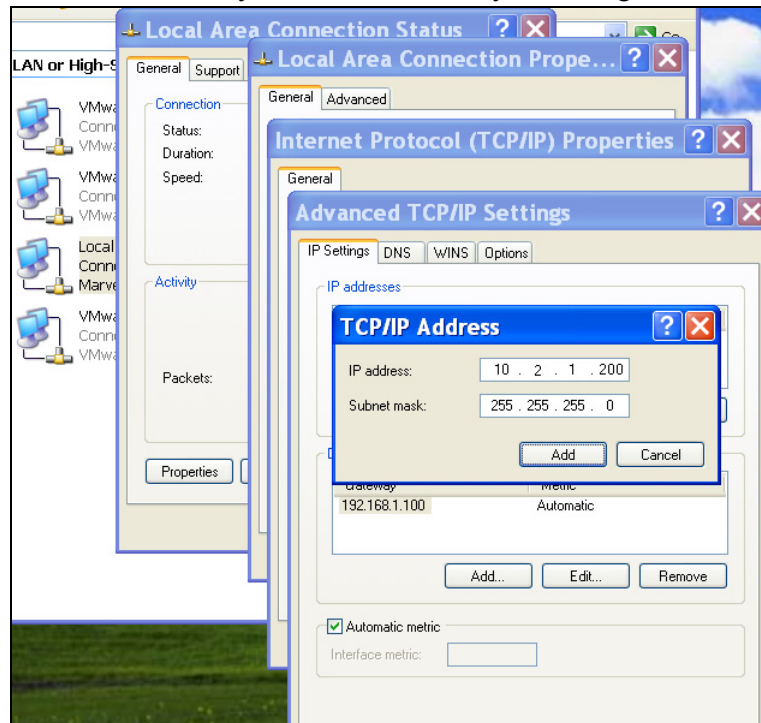 Local Area Connection Status
LAN or High-S
General Support
Local Area Connection Prope...
General Advanced
Connection
Status:
Duration:
Speed:
Internet Protocol (TCP/IP) Properties
General
Advanced TCP/IP Settings
IP Settings DNS WINS Options
VMwa
Conn
VMwa
VMwa
Conn
VMwa
Local
Conn
Marve
VMwa
Conn
VMwa
Activity
Packets:
Properties
IP addresses
TCP/IP Address
IP address: 10 . 2 . 1 . 200
Subnet mask: 255 . 255 . 255 . 0
Add Cancel
Gateway Metric
192.168.1.100 Automatic
Add... Edit... Remove
Automatic metric
Interface metric: